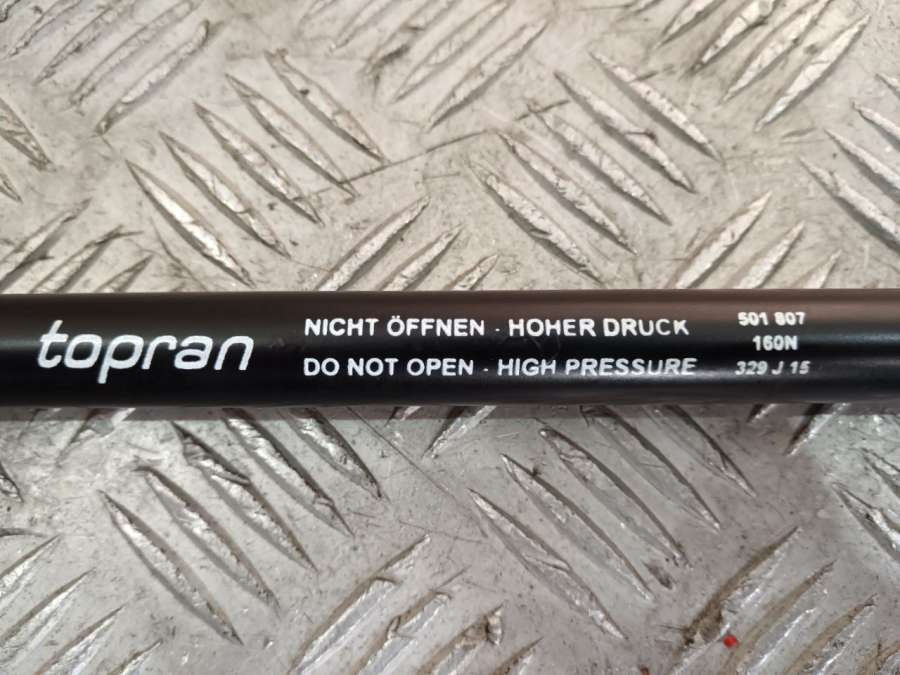 topran
NICHT ÖFFNEN - HOHER DRUCK
DO NOT OPEN - HIGH PRESSURE
501 807
160N
329 J 15